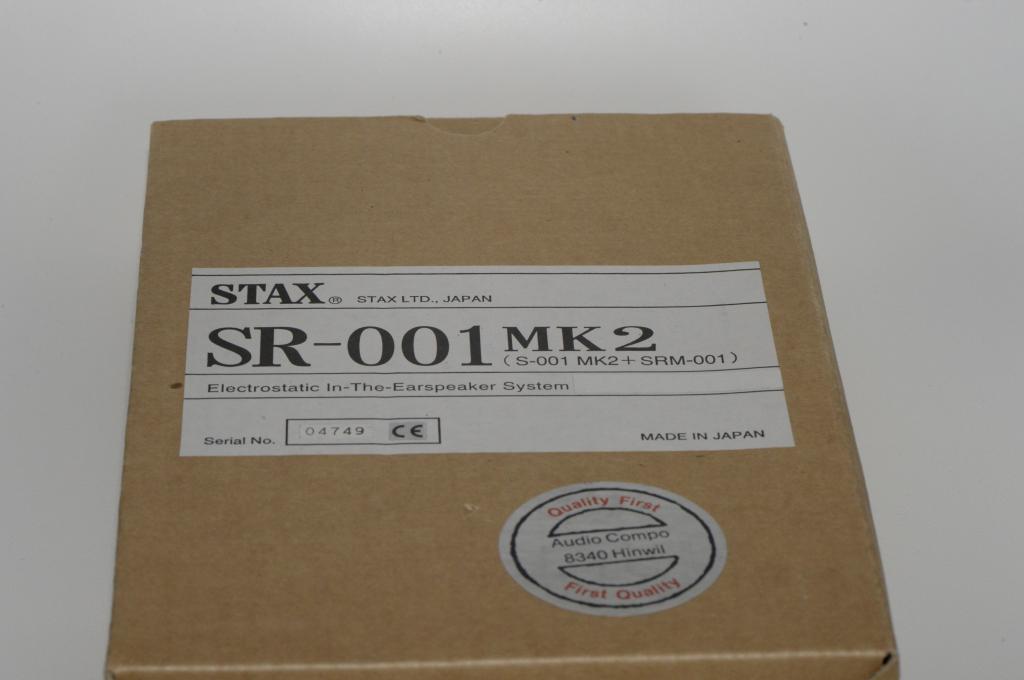 STAX® STAX LTD., JAPAN
SR-001 MK2
(S-001 MK2+SRM-001)
Electrostatic In-The-Earspeaker System
Serial No. 04749 CE
MADE IN JAPAN
Quality First
Audio Compo
8340 Hinwil
First Quality